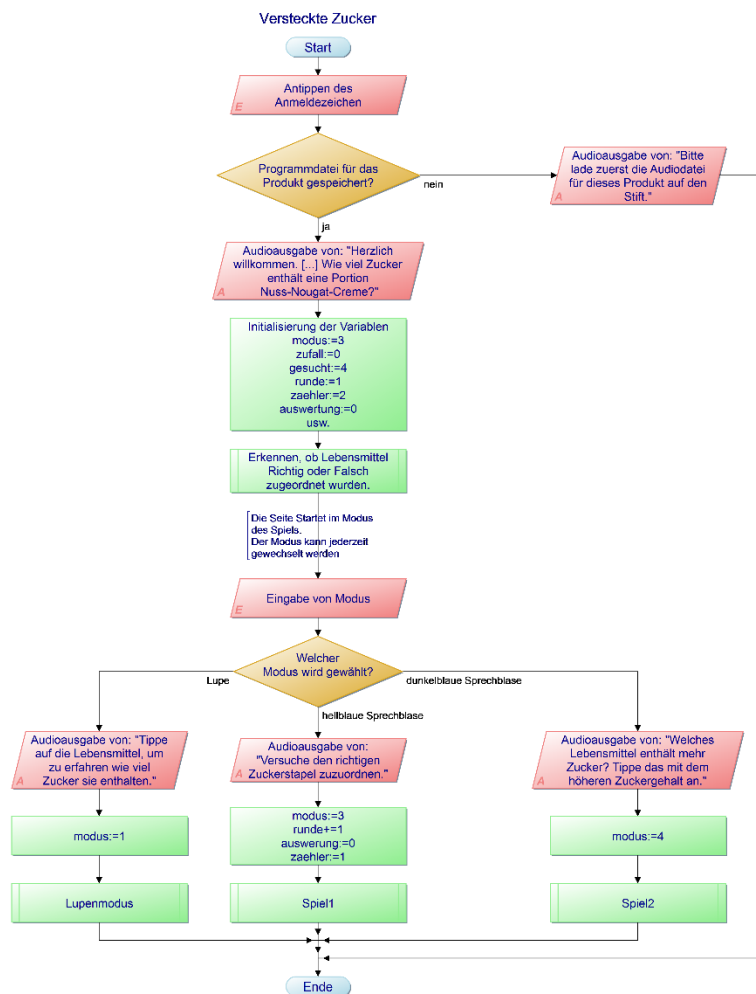 Versteckte Zucker
Start
Antippen des
Anmeldezeichen
E
Programmdatei für das
Produkt gespeichert?
nein
Audioausgabe von: "Bitte
lade zuerst die Audiodatei
für dieses Produkt auf den
Stift."
A
ja
Audioausgabe von: "Herzlich
willkommen. [...] Wie viel Zucker
enthält eine Portion
Nuss-Nougat-Creme?"
A
Initialisierung der Variablen
modus:=3
zufall:=0
gesucht:=4
runde:=1
zaehler:=2
auswertung:=0
usw.
Erkennen, ob Lebensmittel
Richtig oder Falsch
zugeordnet wurden.
Die Seite Startet im Modus
des Spiels.
Der Modus kann jederzeit
gewechselt werden
Eingabe von Modus
E
Welcher
Modus wird gewählt?
Lupe
dunkelblaue Sprechblase
hellblaue Sprechblase
Audioausgabe von: "Tippe
auf die Lebensmittel, um
zu erfahren wie viel
Zucker sie enthalten."
A
Audioausgabe von:
"Versuche den richtigen
Zuckerstapel zuzuordnen."
A
Audioausgabe von: "Welches
Lebensmittel enthält mehr
Zucker? Tippe das mit dem
höheren Zuckergehalt an."
A
modus:=1
modus:=3
runde+=1
auswerung:=0
zaehler:=1
modus:=4
Lupenmodus
Spiel1
Spiel2
Ende